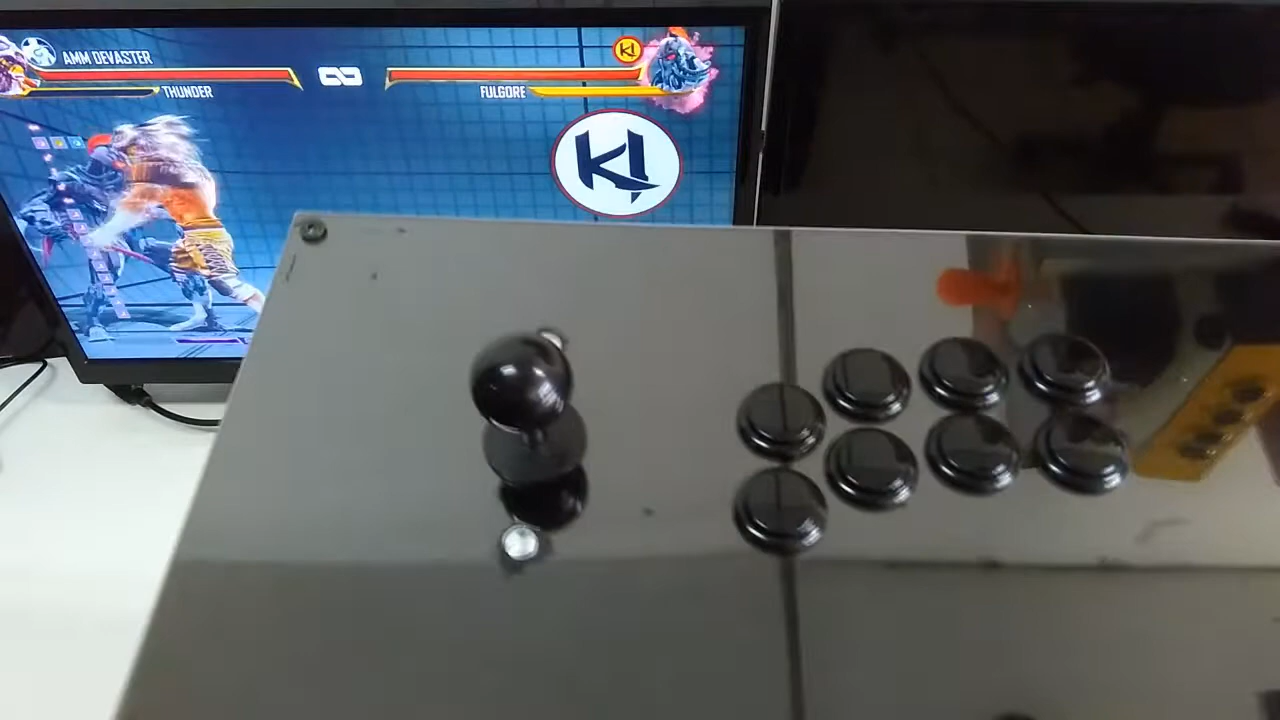 AMM DEVASTER
THUNDER
FULGORE
KI
KI